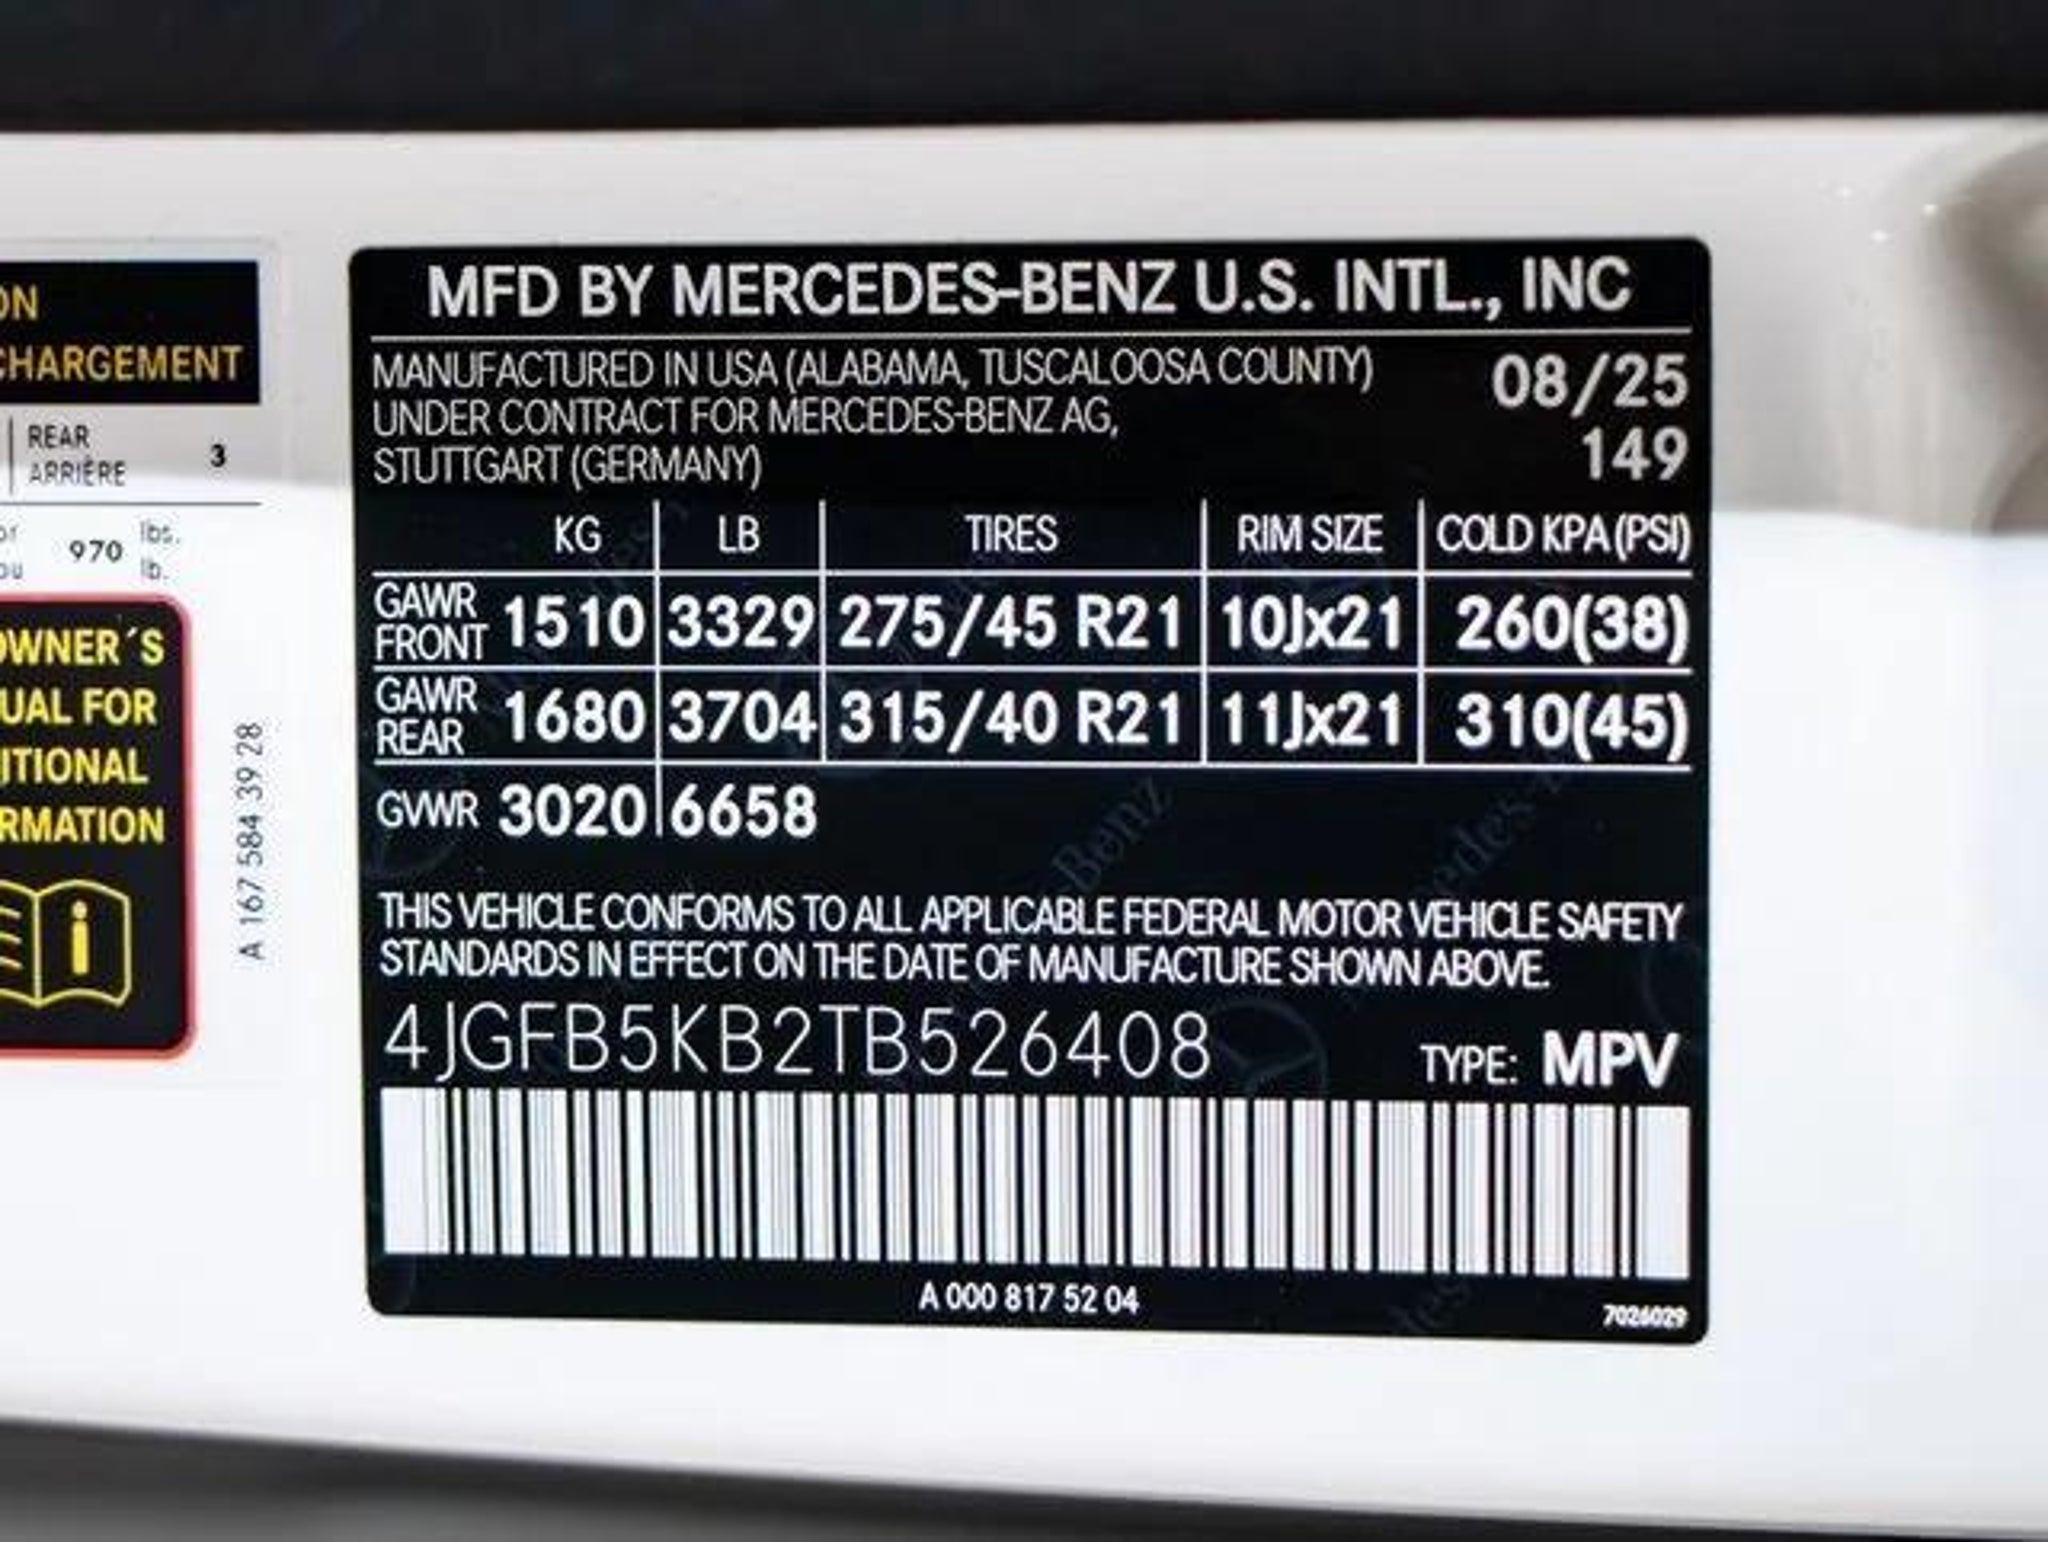 ON
CHARGEMENT
REAR
ARRIÈRE 3
or
ou 970 lbs.
lb.
OWNER´S
UAL FOR
ITIONAL
RMATION
A 167 584 39 28
MFD BY MERCEDES-BENZ U.S. INTL., INC
MANUFACTURED IN USA (ALABAMA, TUSCALOOSA COUNTY) 08/25
UNDER CONTRACT FOR MERCEDES-BENZ AG,
STUTTGART (GERMANY) 149
KG LB TIRES RIM SIZE COLD KPA (PSI)
GAWR
FRONT 1510 3329 275/45 R21 10Jx21 260(38)
GAWR
REAR 1680 3704 315/40 R21 11Jx21 310(45)
GVWR 3020 6658
THIS VEHICLE CONFORMS TO ALL APPLICABLE FEDERAL MOTOR VEHICLE SAFETY
STANDARDS IN EFFECT ON THE DATE OF MANUFACTURE SHOWN ABOVE.
4JGFB5KB2TB526408 TYPE: MPV
A 000 817 52 04
7026029